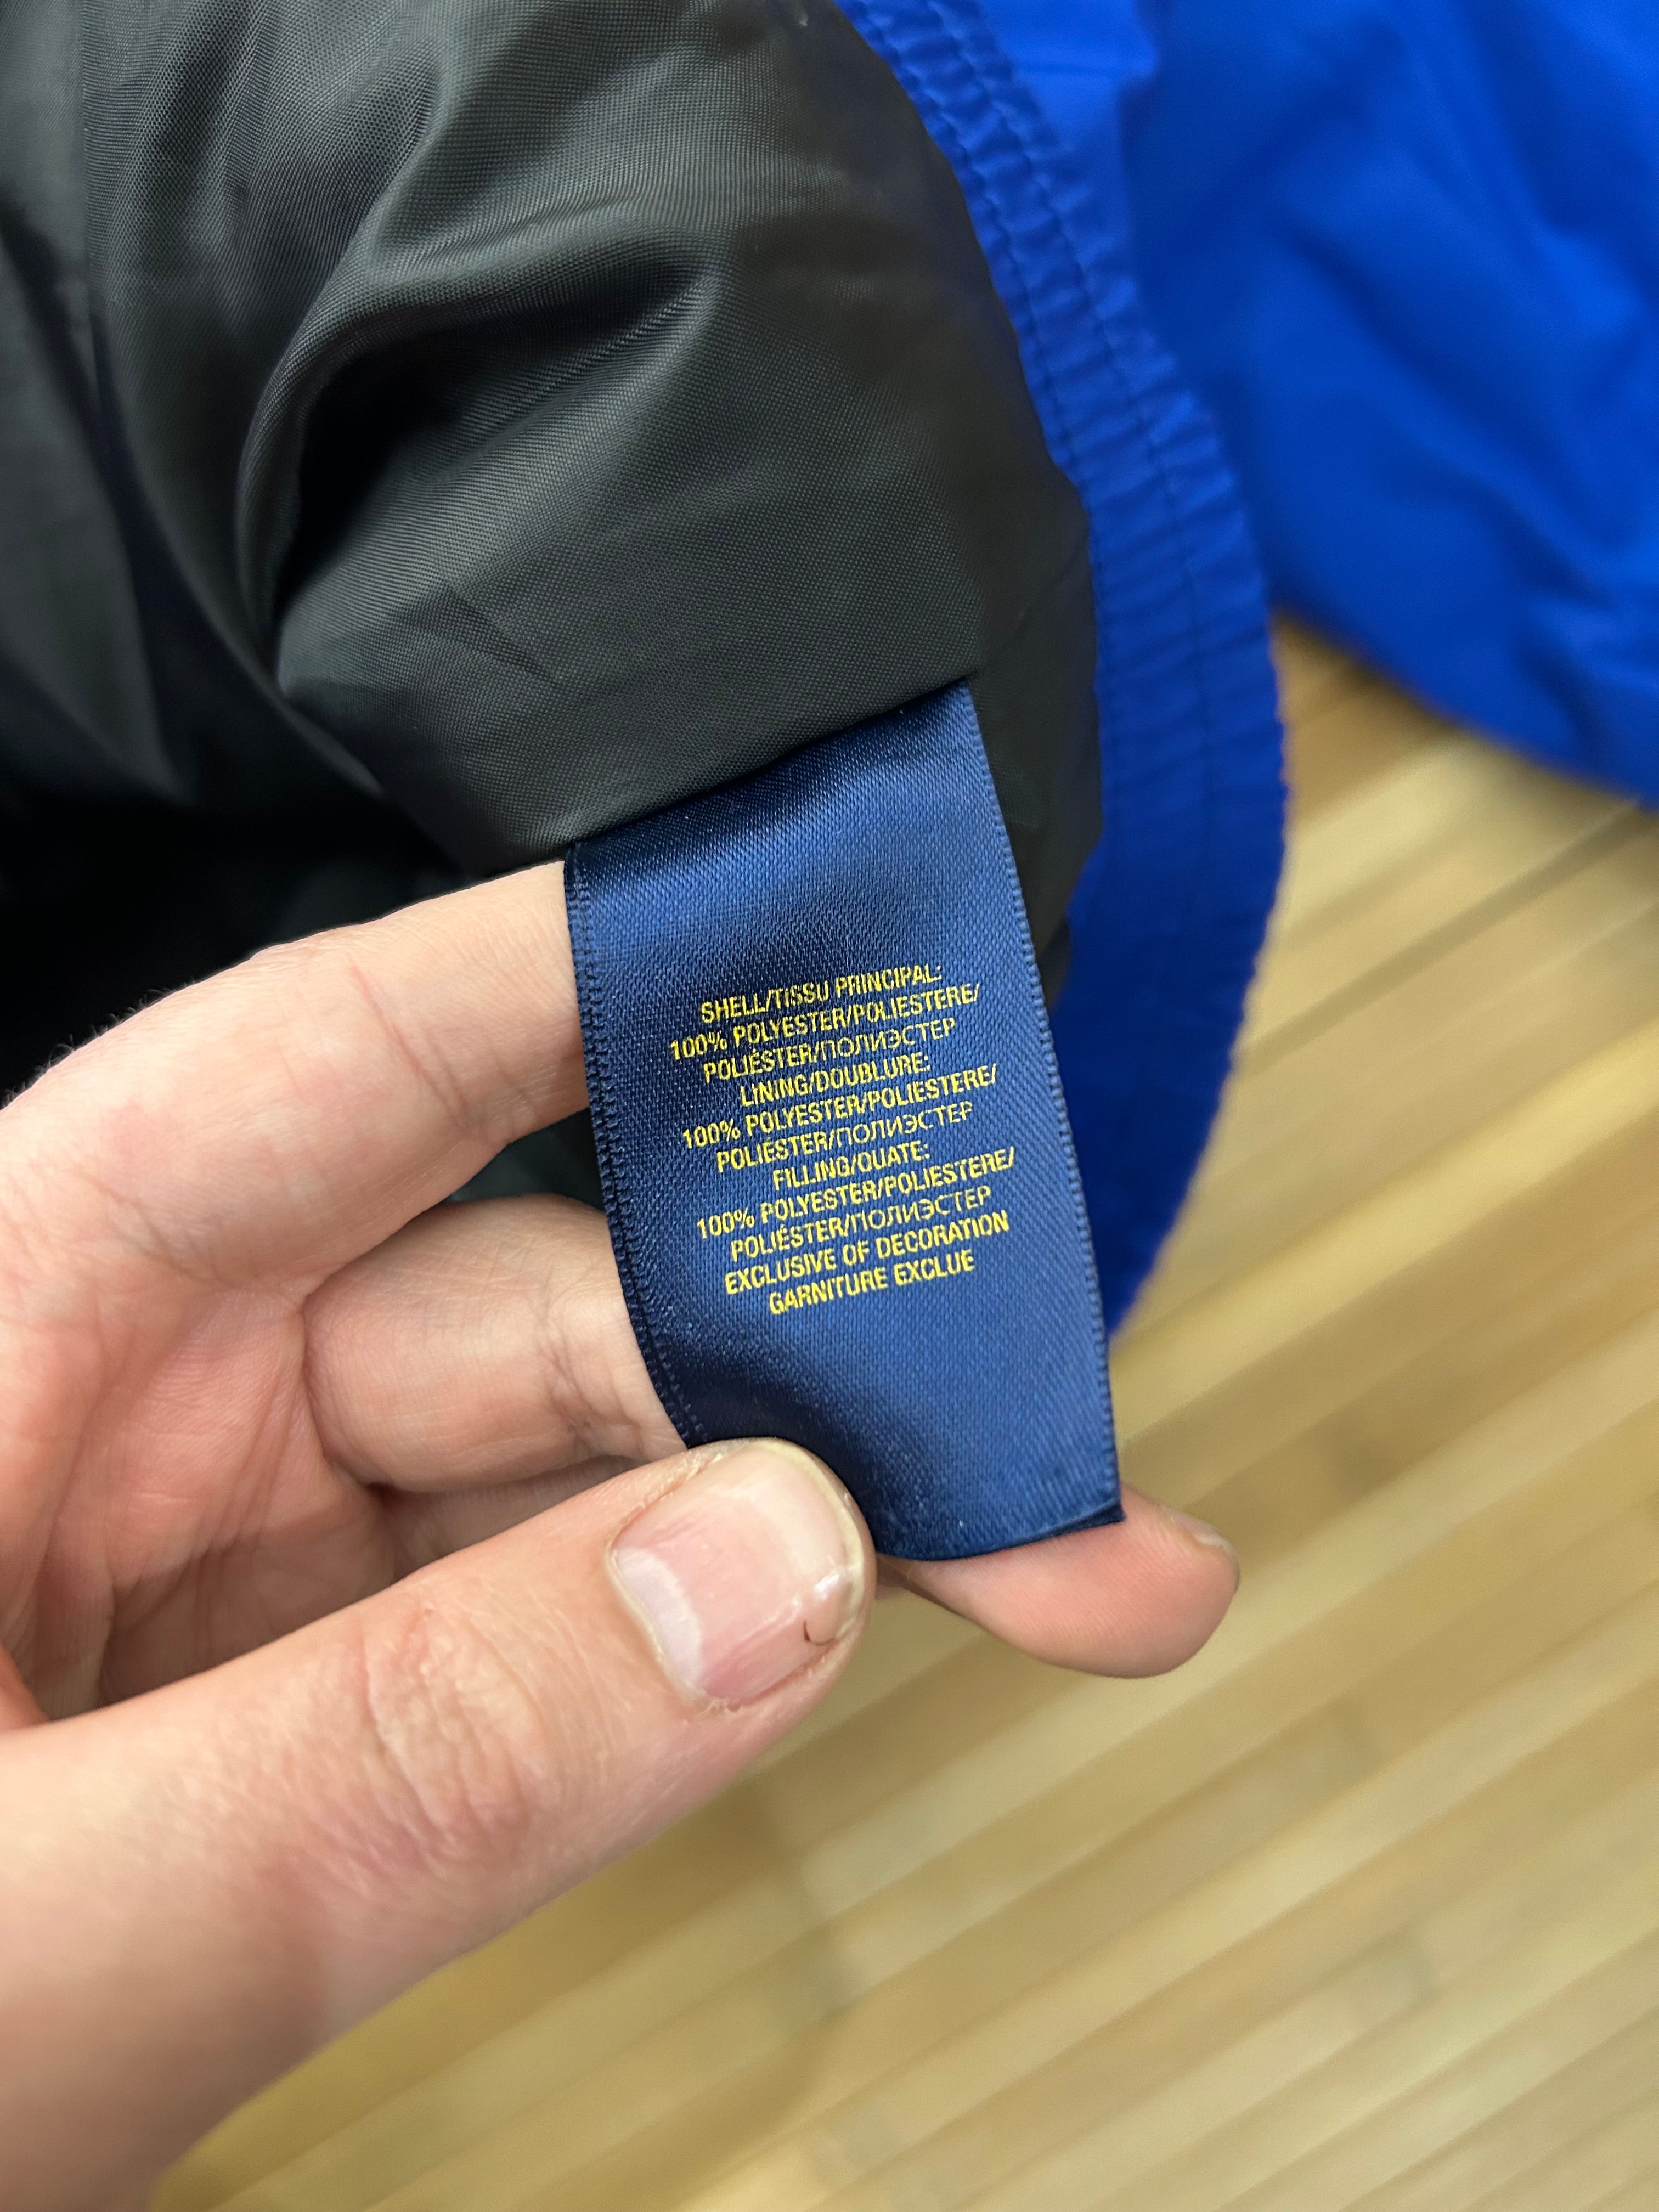 SHELL/TISSU PRINCIPAL:
100% POLYESTER/POLIESTERE/
POLIÉSTER/ПОЛИЭСТЕР
LINING/DOUBLURE:
100% POLYESTER/POLIESTERE/
POLIESTER/ПОЛИЭСТЕР
FILLING/OUATE:
100% POLYESTER/POLIESTERE/
POLIÉSTER/ПОЛИЭСТЕР
EXCLUSIVE OF DECORATION
GARNITURE EXCLUE